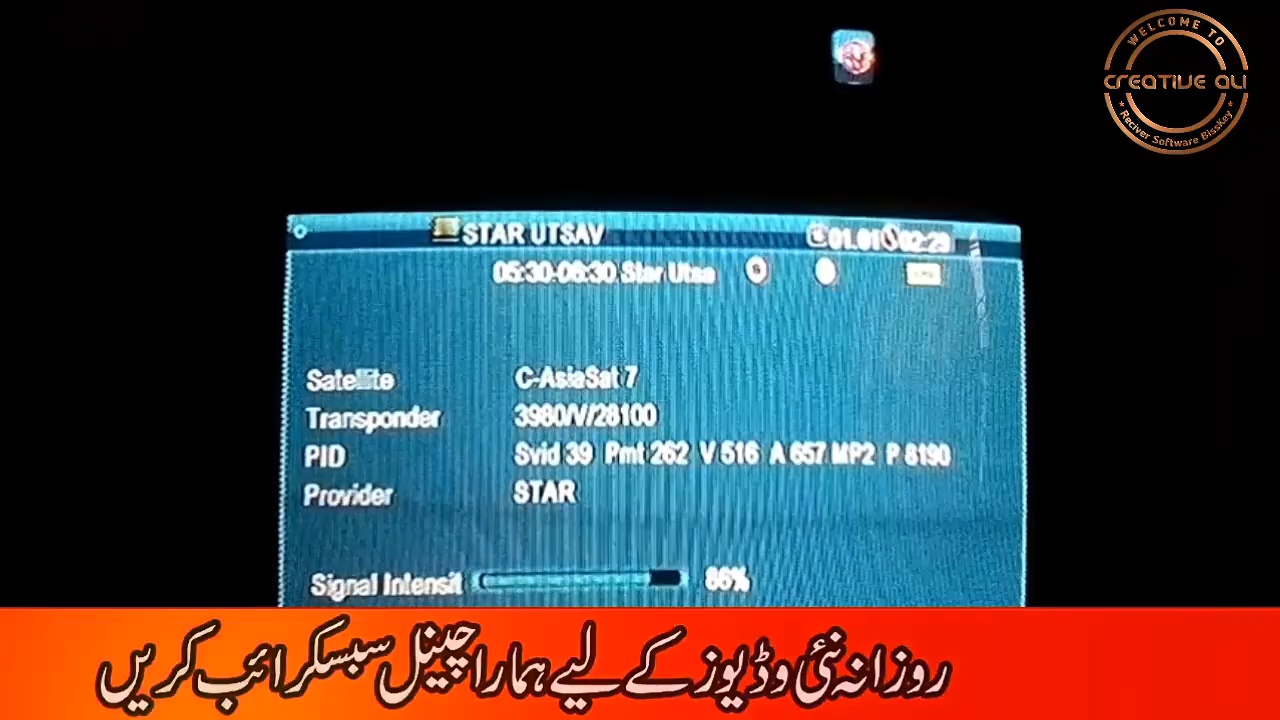 WELCOME TO
CREATIVE ALI
Reciver Software BissKey
STAR UTSAV 01.01 02:29
05:30-06:30 Star Utsa
Satellite C-AsiaSat 7
Transponder 3980/V/28100
PID Svid 39 Pmt 262 V 516 A 657 MP2 P 8190
Provider STAR
Signal Intensit 86%
روزانہ نئی وڈیوز کے لیے ہمارا چینل سبسکرائب کریں